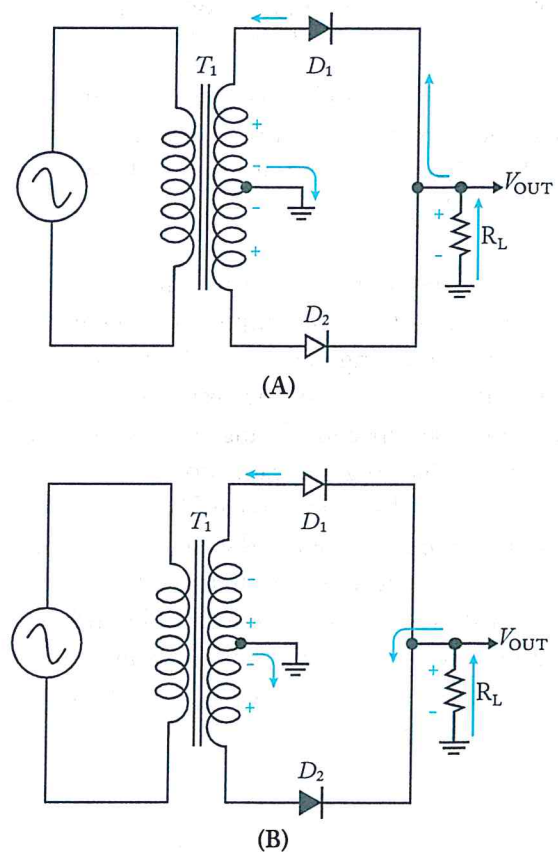 T1
D1
+
-
-
+
VOUT
+
-
RL
D2
(A)
T1
D1
-
+
-
+
VOUT
+
-
RL
D2
(B)